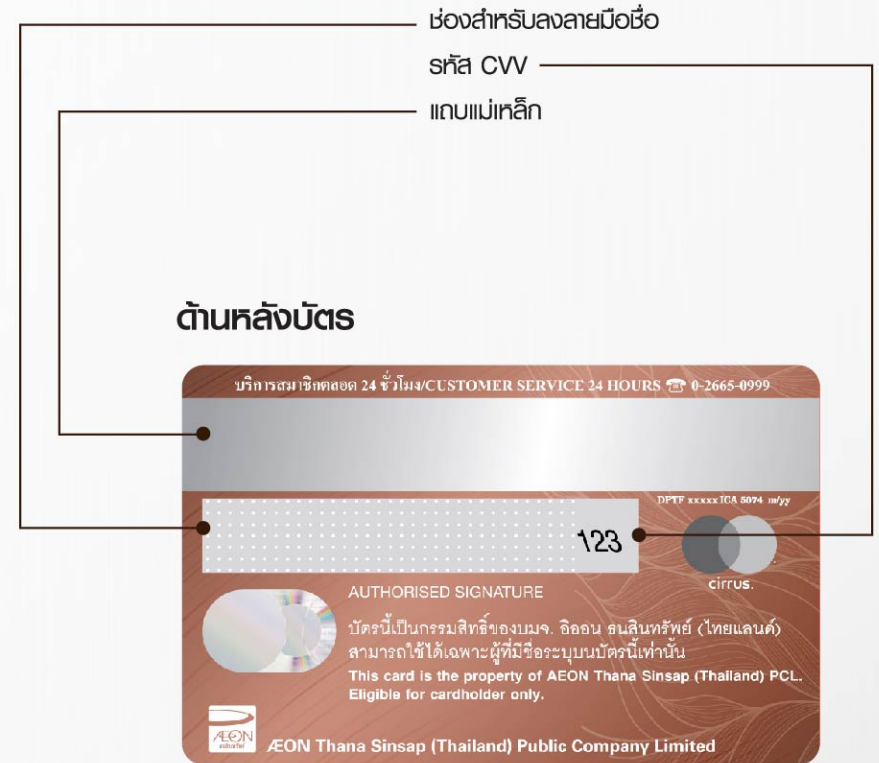 ช่องสำหรับลงลายมือชื่อ
รหัส CVV
แถบแม่เหล็ก
ด้านหลังบัตร
บริการสมาชิกตลอด 24 ชั่วโมง/CUSTOMER SERVICE 24 HOURS ☎ 0-2665-0999
DPTF xxxxx ICA 5074 m/yy
123
cirrus.
AUTHORISED SIGNATURE
บัตรนี้เป็นกรรมสิทธิ์ของบมจ. อิออน ธนสินทรัพย์ (ไทยแลนด์)
สามารถใช้ได้เฉพาะผู้ที่มีชื่อระบุบนบัตรนี้เท่านั้น
This card is the property of AEON Thana Sinsap (Thailand) PCL.
Eligible for cardholder only.
ÆON
ÆON Thana Sinsap (Thailand) Public Company Limited